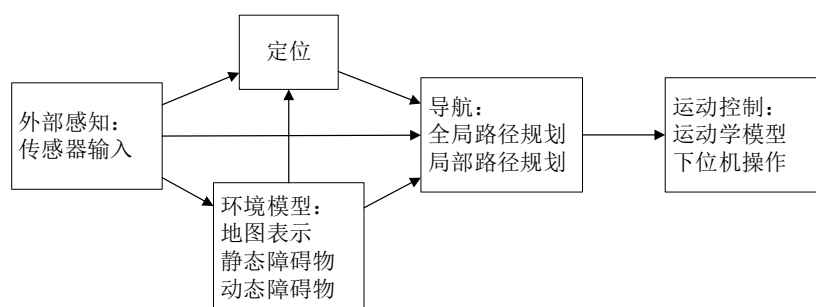 定位
外部感知：
传感器输入
导航：
全局路径规划
局部路径规划
运动控制：
运动学模型
下位机操作
环境模型：
地图表示
静态障碍物
动态障碍物